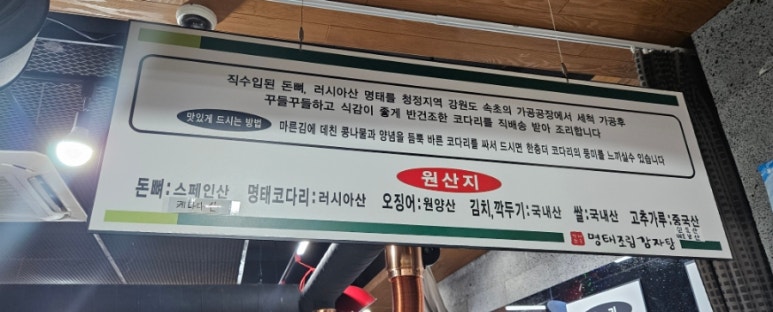 직수입된 돈뼈, 러시아산 명태를 청정지역 강원도 속초의 가공공장에서 세척 가공후
꾸들꾸들하고 식감이 좋게 반건조한 코다리를 직배송 받아 조리합니다
맛있게 드시는 방법
마른김에 데친 콩나물과 양념을 듬뿍 바른 코다리를 싸서 드시면 한층더 코다리의 풍미를 느끼실수 있습니다
원산지
돈뼈:스페인산 명태코다리:러시아산 오징어:원양산 김치,깍두기:국내산 쌀:국내산 고추가루:중국산
명태조림감자탕